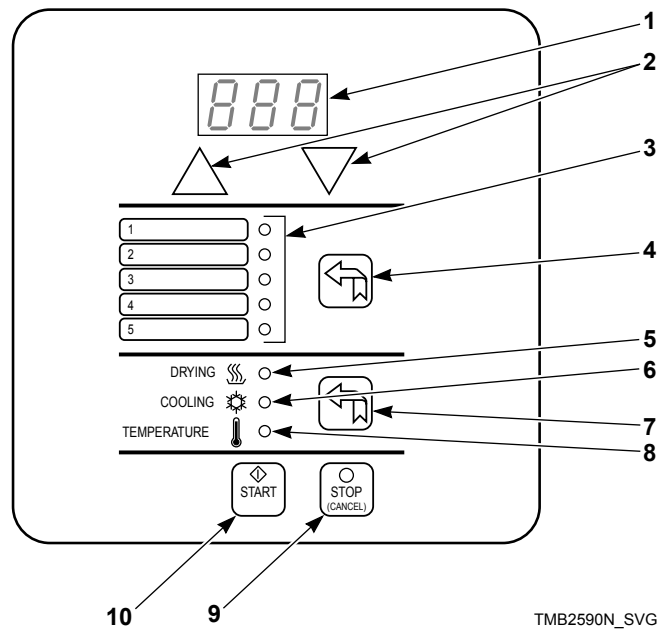 1
888
2
3
1
2
3
4
5
4
DRYING
5
COOLING
6
TEMPERATURE
7
8
START
STOP
(CANCEL)
10
9
TMB2590N_SVG